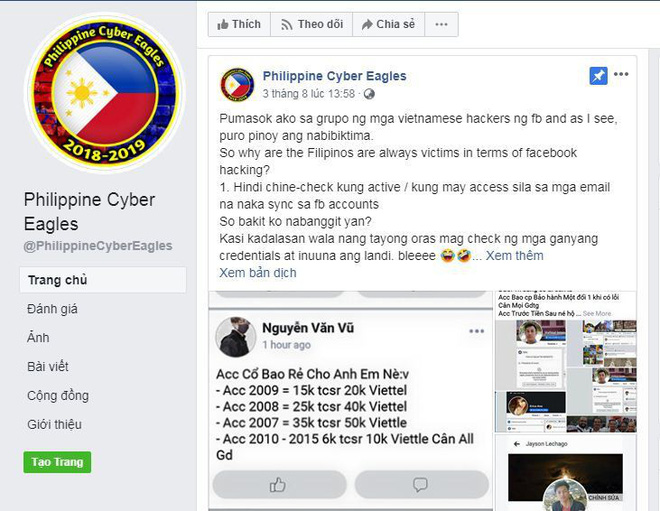 Philippine Cyber Eagles
2018-2019
Philippine Cyber
Eagles
@PhilippineCyberEagles
Trang chủ
Đánh giá
Ảnh
Bài viết
Cộng đồng
Giới thiệu
Tạo Trang
Thích
Theo dõi
Chia sẻ
Philippine Cyber Eagles
3 tháng 8 lúc 13:58
Pumasok ako sa grupo ng mga vietnamese hackers ng fb and as I see,
puro pinoy ang nabibiktima.
So why are the Filipinos are always victims in terms of facebook
hacking?
1. Hindi chine-check kung active / kung may access sila sa mga email
na naka sync sa fb accounts
So bakit ko nabanggit yan?
Kasi kadalasan wala nang tayong oras mag check ng mga ganyang
credentials at inuuna ang landi. bleeee 😂🤣... Xem thêm
Xem bản dịch
Nguyễn Văn Vũ
1 hour ago
Acc Cổ Bao Rẻ Cho Anh Em Nè:v
- Acc 2009 = 15k tcsr 20k Viettel
- Acc 2008 = 25k tcsr 40k Viettel
- Acc 2007 = 35k tcsr 50k Viettle
- Acc 2010 - 2015 6k tcsr 10k Viettle Cân All
Gd
Acc Bao cp Bảo hành Một đổi 1 khi có lỗi
Cần Mọi Gdtg
Acc Trước Tiền Sau né hộ ... See More
Jayson Lechago
CHỈNH SỬA